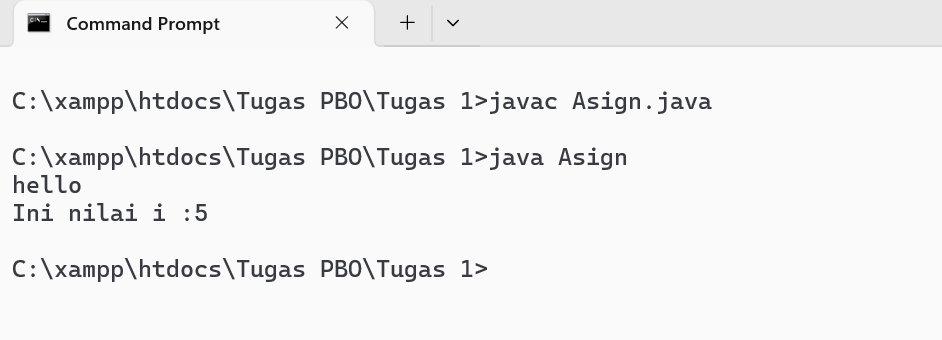 Command Prompt
C:\xampp\htdocs\Tugas PBO\Tugas 1>javac Asign.java
C:\xampp\htdocs\Tugas PBO\Tugas 1>java Asign
hello
Ini nilai i :5
C:\xampp\htdocs\Tugas PBO\Tugas 1>